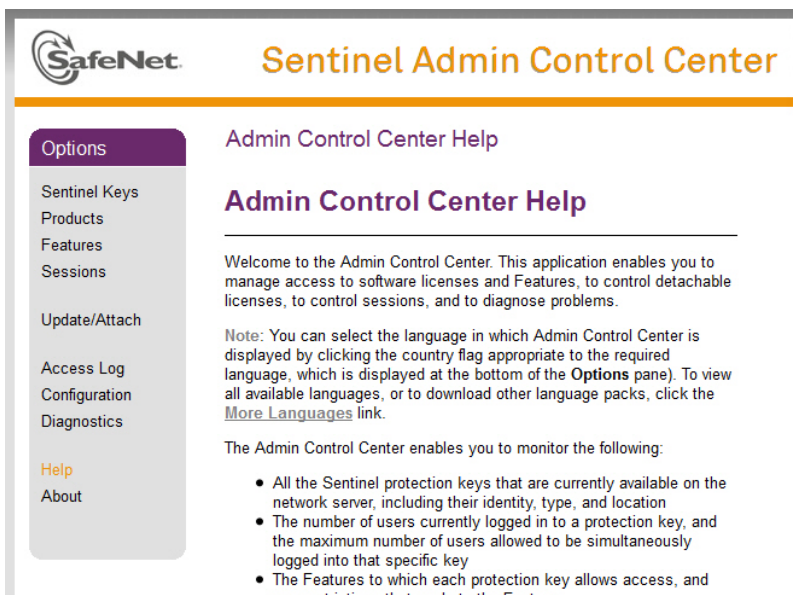 SafeNet.
Sentinel Admin Control Center
Options
Sentinel Keys
Products
Features
Sessions
Update/Attach
Access Log
Configuration
Diagnostics
Help
About
Admin Control Center Help
Admin Control Center Help
Welcome to the Admin Control Center. This application enables you to
manage access to software licenses and Features, to control detachable
licenses, to control sessions, and to diagnose problems.
Note: You can select the language in which Admin Control Center is
displayed by clicking the country flag appropriate to the required
language, which is displayed at the bottom of the Options pane). To view
all available languages, or to download other language packs, click the
More Languages link.
The Admin Control Center enables you to monitor the following:
● All the Sentinel protection keys that are currently available on the
network server, including their identity, type, and location
● The number of users currently logged in to a protection key, and
the maximum number of users allowed to be simultaneously
logged into that specific key
● The Features to which each protection key allows access, and